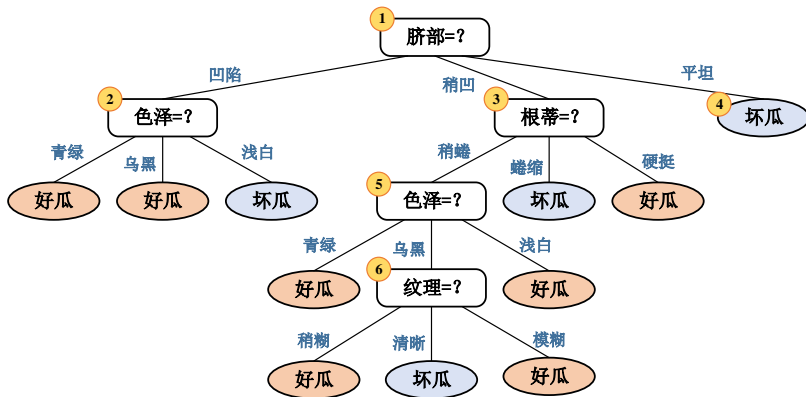 1
脐部=?
凹陷
稍凹
平坦
2
色泽=?
3
根蒂=?
4
坏瓜
青绿
乌黑
浅白
稍蜷
蜷缩
硬挺
好瓜
好瓜
坏瓜
5
色泽=?
坏瓜
好瓜
青绿
乌黑
浅白
好瓜
6
纹理=?
好瓜
稍糊
清晰
模糊
好瓜
坏瓜
好瓜